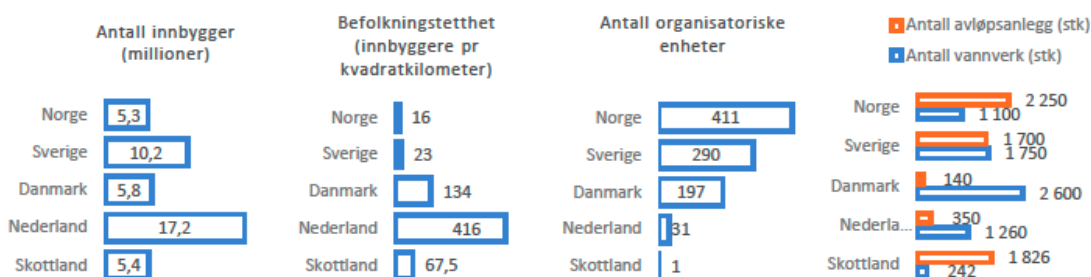 Antall innbygger
(millioner)
Norge 5,3
Sverige 10,2
Danmark 5,8
Nederland 17,2
Skottland 5,4
Befolkningstetthet
(innbyggere pr
kvadratkilometer)
Norge 16
Sverige 23
Danmark 134
Nederland 416
Skottland 67,5
Antall organisatoriske
enheter
Norge 411
Sverige 290
Danmark 197
Nederland 31
Skottland 1
Antall avløpsanlegg (stk)
Antall vannverk (stk)
Norge 2 250
1 100
Sverige 1 700
1 750
Danmark 140
2 600
Nederla... 350
1 260
Skottland 1 826
242